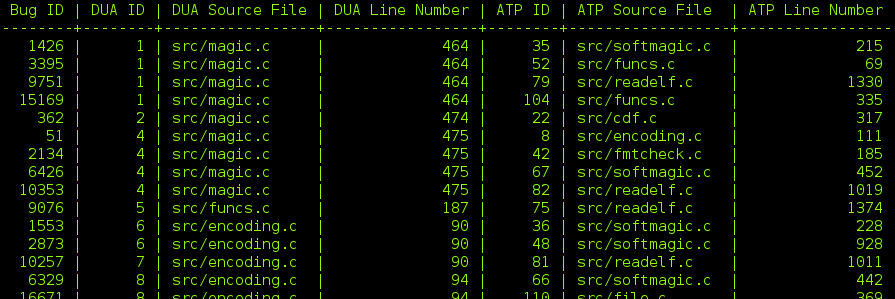 Bug ID | DUA ID | DUA Source File | DUA Line Number | ATP ID | ATP Source File | ATP Line Number
--------+--------+-----------------+-----------------+--------+-----------------+-----------------
1426 | 1 | src/magic.c | 464 | 35 | src/softmagic.c | 215
3395 | 1 | src/magic.c | 464 | 52 | src/funcs.c | 69
9751 | 1 | src/magic.c | 464 | 79 | src/readelf.c | 1330
15169 | 1 | src/magic.c | 464 | 104 | src/funcs.c | 335
362 | 2 | src/magic.c | 474 | 22 | src/cdf.c | 317
51 | 4 | src/magic.c | 475 | 8 | src/encoding.c | 111
2134 | 4 | src/magic.c | 475 | 42 | src/fmtcheck.c | 185
6426 | 4 | src/magic.c | 475 | 67 | src/softmagic.c | 452
10353 | 4 | src/magic.c | 475 | 82 | src/readelf.c | 1019
9076 | 5 | src/funcs.c | 187 | 75 | src/readelf.c | 1374
1553 | 6 | src/encoding.c | 90 | 36 | src/softmagic.c | 228
2873 | 6 | src/encoding.c | 90 | 48 | src/softmagic.c | 928
10257 | 7 | src/encoding.c | 90 | 81 | src/readelf.c | 1011
6329 | 8 | src/encoding.c | 94 | 66 | src/softmagic.c | 442
16671 | 8 | src/encoding.c | 94 | 110 | src/file.c | 369